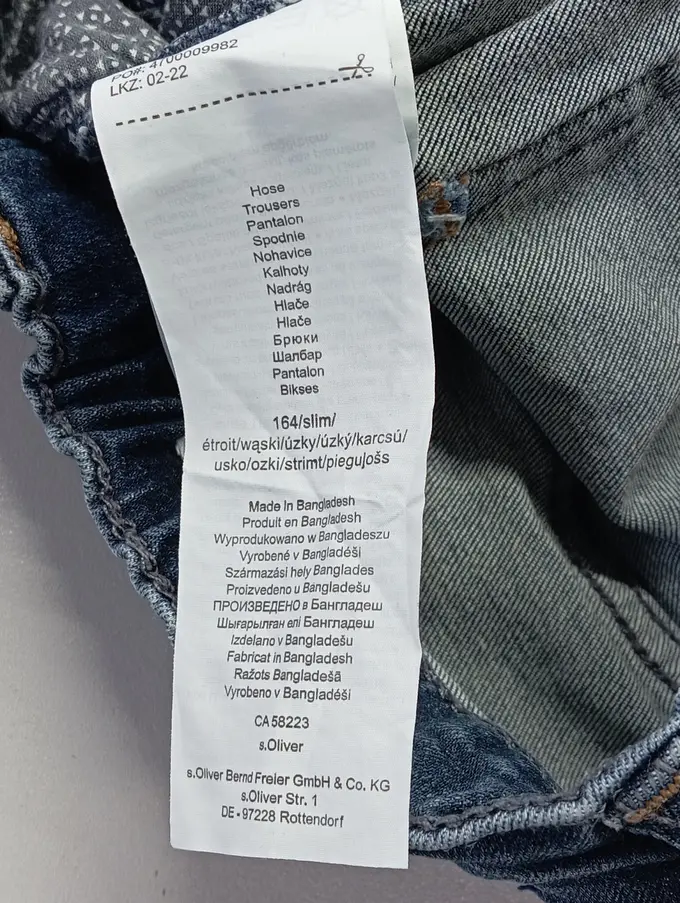 PO#: 4700009982
LKZ: 02-22
Hose
Trousers
Pantalon
Spodnie
Nohavice
Kalhoty
Nadrág
Hlače
Hlače
Брюки
Шалбар
Pantalon
Bikses
164/slim/
étroit/wąski/úzky/úzký/karcsú/
usko/ozki/strimt/pieguļošs
Made in Bangladesh
Produit en Bangladesh
Wyprodukowano w Bangladeszu
Vyrobené v Bangladéši
Származási hely Banglades
Proizvedeno u Bangladešu
ПРОИЗВЕДЕНО в Бангладеш
Шығарылған елі Бангладеш
Izdelano v Bangladešu
Fabricat in Bangladesh
Ražots Bangladešā
Vyrobeno v Bangladéši
CA 58223
s.Oliver
s.Oliver Bernd Freier GmbH & Co. KG
s.Oliver Str. 1
DE - 97228 Rottendorf